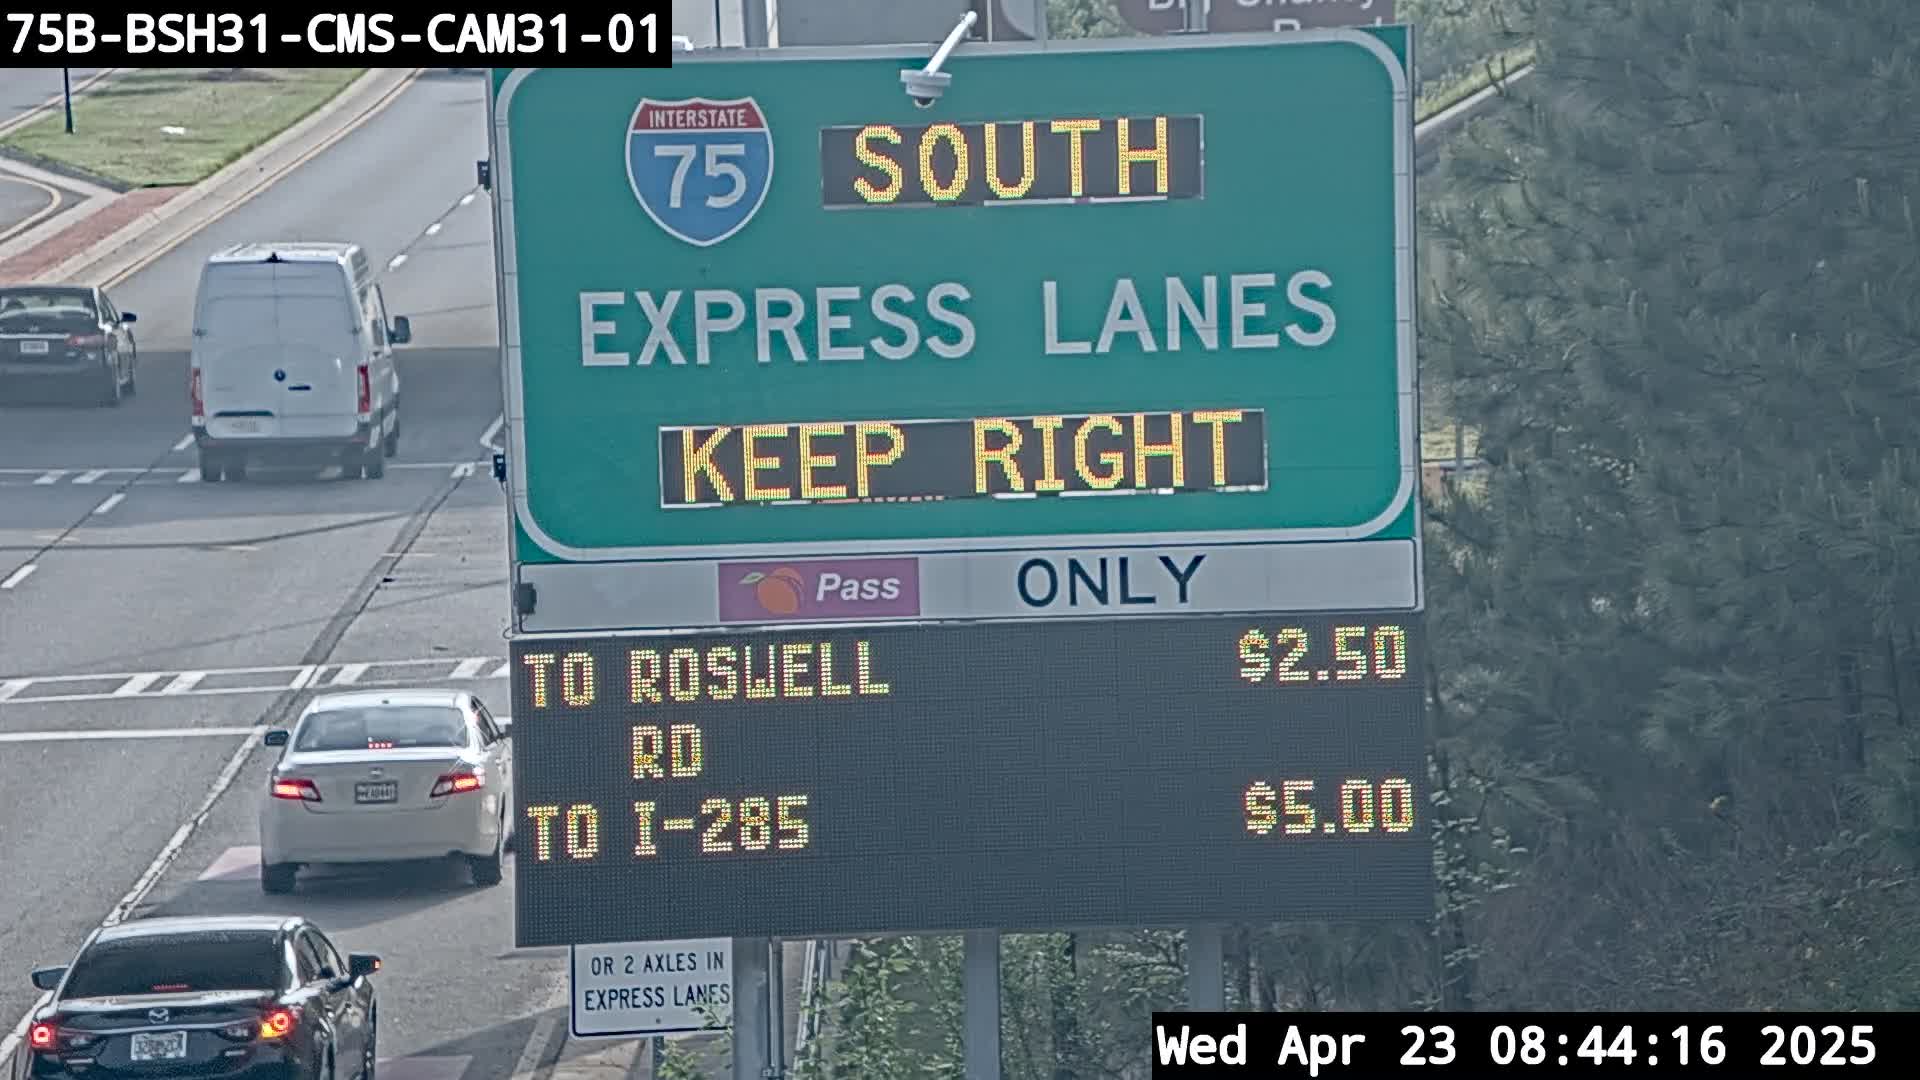 75B-BSH31-CMS-CAM31-01
INTERSTATE
75
SOUTH
EXPRESS LANES
KEEP RIGHT
Pass ONLY
TO ROSWELL $2.50
RD
TO I-285 $5.00
OR 2 AXLES IN
EXPRESS LANES
Wed Apr 23 08:44:16 2025